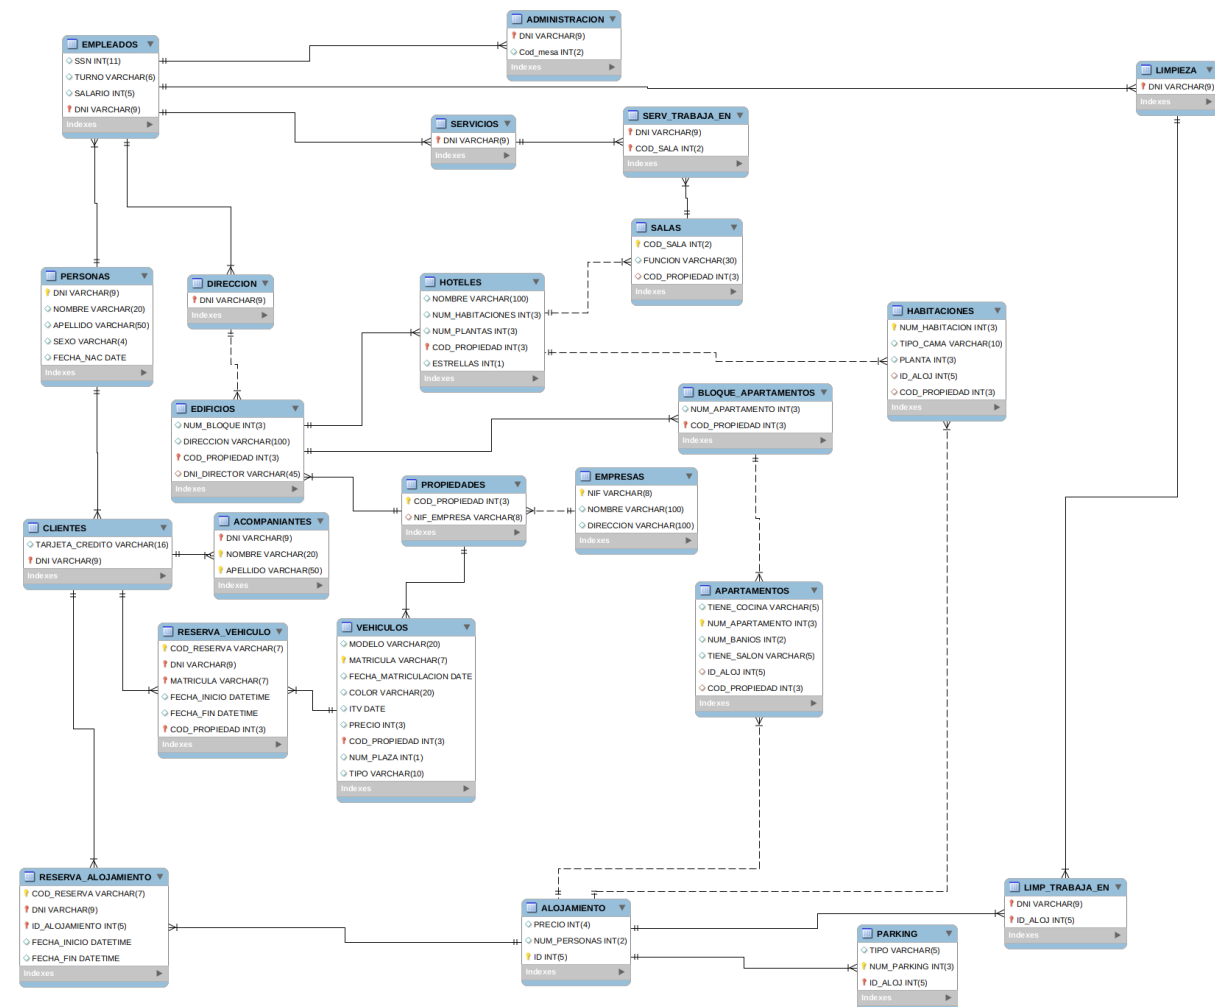 ADMINISTRACION
DNI VARCHAR(9)
Cod_mesa INT(2)
Indexes
EMPLEADOS
SSN INT(11)
TURNO VARCHAR(6)
SALARIO INT(5)
DNI VARCHAR(9)
Indexes
LIMPIEZA
DNI VARCHAR(9)
Indexes
SERVICIOS
DNI VARCHAR(9)
Indexes
SERV_TRABAJA_EN
DNI VARCHAR(9)
COD_SALA INT(2)
Indexes
SALAS
COD_SALA INT(2)
FUNCION VARCHAR(30)
COD_PROPIEDAD INT(3)
Indexes
PERSONAS
DNI VARCHAR(9)
NOMBRE VARCHAR(20)
APELLIDO VARCHAR(50)
SEXO VARCHAR(4)
FECHA_NAC DATE
Indexes
DIRECCION
DNI VARCHAR(9)
Indexes
HOTELES
NOMBRE VARCHAR(100)
NUM_HABITACIONES INT(3)
NUM_PLANTAS INT(3)
COD_PROPIEDAD INT(3)
ESTRELLAS INT(1)
Indexes
HABITACIONES
NUM_HABITACION INT(3)
TIPO_CAMA VARCHAR(10)
PLANTA INT(3)
ID_ALOJ INT(5)
COD_PROPIEDAD INT(3)
Indexes
EDIFICIOS
NUM_BLOQUE INT(3)
DIRECCION VARCHAR(100)
COD_PROPIEDAD INT(3)
DNI_DIRECTOR VARCHAR(45)
Indexes
BLOQUE_APARTAMENTOS
NUM_APARTAMENTO INT(3)
COD_PROPIEDAD INT(3)
Indexes
PROPIEDADES
COD_PROPIEDAD INT(3)
NIF_EMPRESA VARCHAR(8)
Indexes
EMPRESAS
NIF VARCHAR(8)
NOMBRE VARCHAR(100)
DIRECCION VARCHAR(100)
Indexes
CLIENTES
TARJETA_CREDITO VARCHAR(16)
DNI VARCHAR(9)
Indexes
ACOMPANIANTES
DNI VARCHAR(9)
NOMBRE VARCHAR(20)
APELLIDO VARCHAR(50)
Indexes
APARTAMENTOS
TIENE_COCINA VARCHAR(5)
NUM_APARTAMENTO INT(3)
NUM_BANIOS INT(2)
TIENE_SALON VARCHAR(5)
ID_ALOJ INT(5)
COD_PROPIEDAD INT(3)
Indexes
RESERVA_VEHICULO
COD_RESERVA VARCHAR(7)
DNI VARCHAR(9)
MATRICULA VARCHAR(7)
FECHA_INICIO DATETIME
FECHA_FIN DATETIME
COD_PROPIEDAD INT(3)
Indexes
VEHICULOS
MODELO VARCHAR(20)
MATRICULA VARCHAR(7)
FECHA_MATRICULACION DATE
COLOR VARCHAR(20)
ITV DATE
PRECIO INT(3)
COD_PROPIEDAD INT(3)
NUM_PLAZA INT(1)
TIPO VARCHAR(10)
Indexes
RESERVA_ALOJAMIENTO
COD_RESERVA VARCHAR(7)
DNI VARCHAR(9)
ID_ALOJAMIENTO INT(5)
FECHA_INICIO DATETIME
FECHA_FIN DATETIME
Indexes
ALOJAMIENTO
PRECIO INT(4)
NUM_PERSONAS INT(2)
ID INT(5)
Indexes
LIMP_TRABAJA_EN
DNI VARCHAR(9)
ID_ALOJ INT(5)
Indexes
PARKING
TIPO VARCHAR(5)
NUM_PARKING INT(3)
ID_ALOJ INT(5)
Indexes